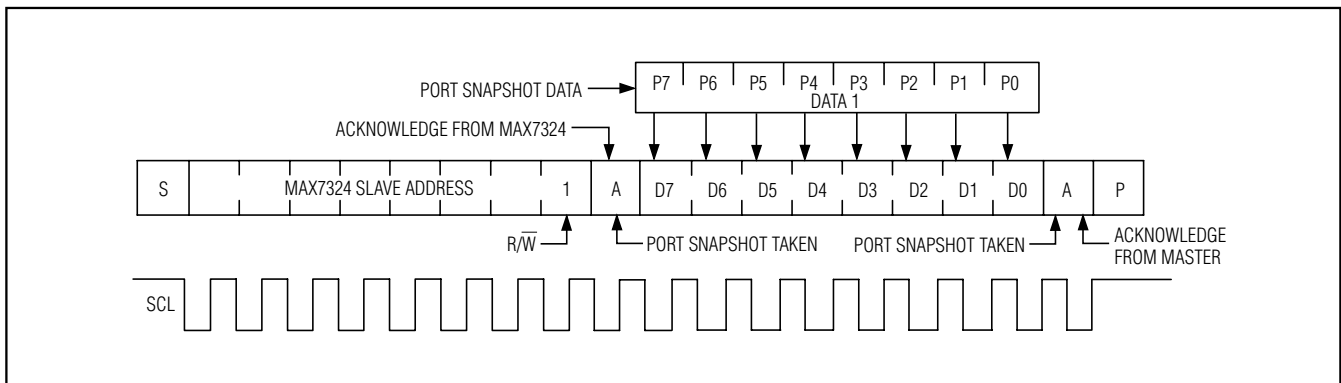 P7 P6 P5 P4 P3 P2 P1 P0
PORT SNAPSHOT DATA
DATA 1
ACKNOWLEDGE FROM MAX7324
S MAX7324 SLAVE ADDRESS 1 A D7 D6 D5 D4 D3 D2 D1 D0 A P
R/W̅ PORT SNAPSHOT TAKEN PORT SNAPSHOT TAKEN ACKNOWLEDGE
FROM MASTER
SCL